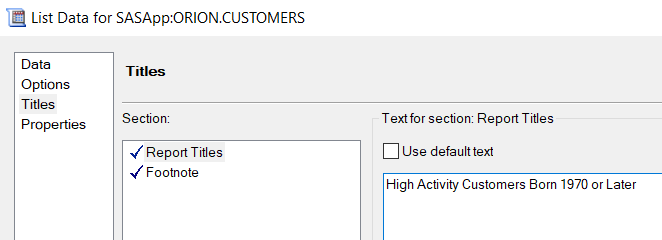 List Data for SASApp:ORION.CUSTOMERS
Data
Options
Titles
Properties
Titles
Section:
Report Titles
Footnote
Text for section: Report Titles
Use default text
High Activity Customers Born 1970 or Later